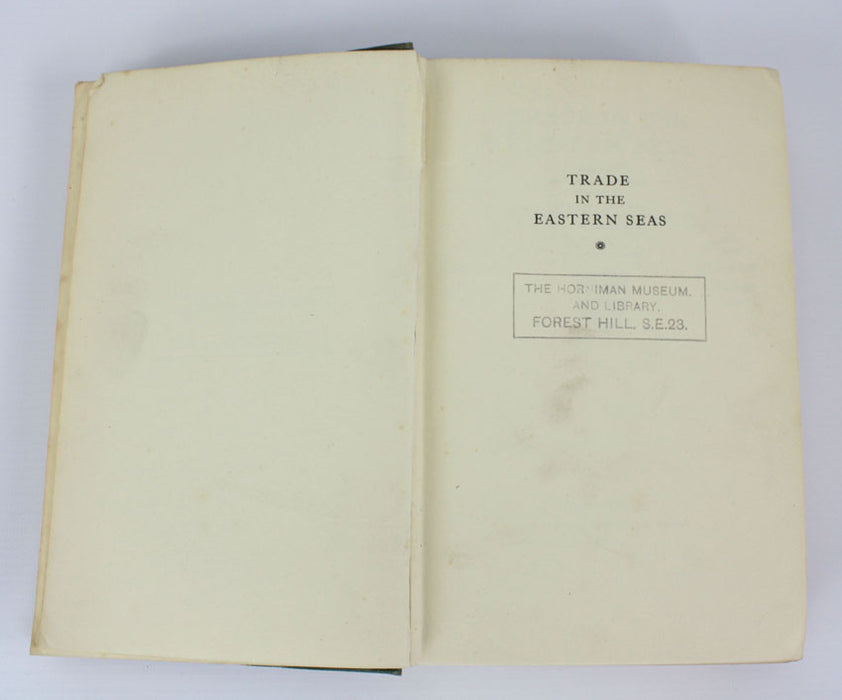 TRADE
IN THE
EASTERN SEAS
THE HORNIMAN MUSEUM.
AND LIBRARY,
FOREST HILL. S.E.23.